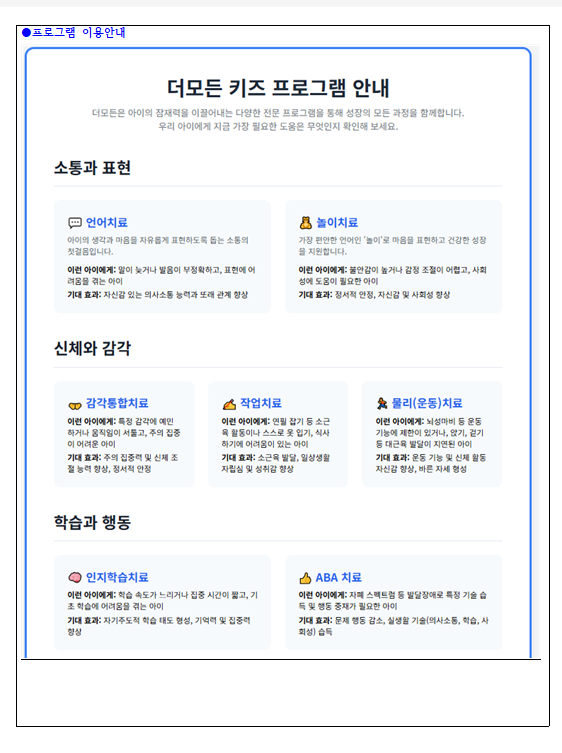 ●프로그램 이용안내
더모든 키즈 프로그램 안내
더모든은 아이의 잠재력을 이끌어내는 다양한 전문 프로그램을 통해 성장의 모든 과정을 함께합니다.
우리 아이에게 지금 가장 필요한 도움은 무엇인지 확인해 보세요.
소통과 표현
언어치료
아이의 생각과 마음을 자유롭게 표현하도록 돕는 소통의
첫걸음입니다.
이런 아이에게: 말이 늦거나 발음이 부정확하고, 표현에 어
려움을 겪는 아이
기대 효과: 자신감 있는 의사소통 능력과 또래 관계 향상
놀이치료
가장 편안한 언어인 '놀이'로 마음을 표현하고 건강한 성장
을 지원합니다.
이런 아이에게: 불안감이 높거나 감정 조절이 어렵고, 사회
성에 도움이 필요한 아이
기대 효과: 정서적 안정, 자신감 및 사회성 향상
신체와 감각
감각통합치료
이런 아이에게: 특정 감각에 예민
하거나 움직임이 서툴고, 주의 집중
이 어려운 아이
기대 효과: 주의 집중력 및 신체 조
절 능력 향상, 정서적 안정
작업치료
이런 아이에게: 연필 잡기 등 소근
육 활동이나 스스로 옷 입기, 식사
하기에 어려움이 있는 아이
기대 효과: 소근육 발달, 일상생활
자립심 및 성취감 향상
물리(운동)치료
이런 아이에게: 뇌성마비 등 운동
기능에 제한이 있거나, 앉기, 걷기
등 대근육 발달이 지연된 아이
기대 효과: 운동 기능 및 신체 활동
자신감 향상, 바른 자세 형성
학습과 행동
인지학습치료
이런 아이에게: 학습 속도가 느리거나 집중 시간이 짧고, 기
초 학습에 어려움을 겪는 아이
기대 효과: 자기주도적 학습 태도 형성, 기억력 및 집중력
향상
ABA 치료
이런 아이에게: 자폐 스펙트럼 등 발달장애로 특정 기술 습
득 및 행동 중재가 필요한 아이
기대 효과: 문제 행동 감소, 실생활 기술(의사소통, 학습, 사
회성) 습득